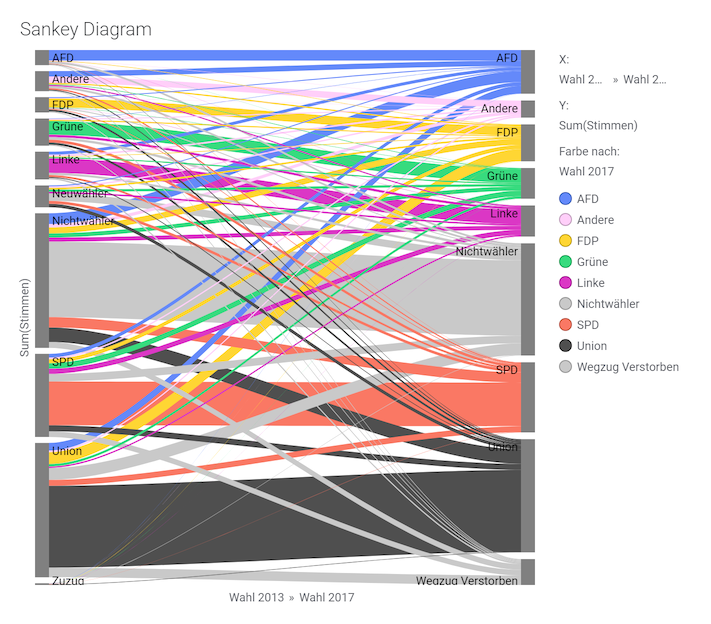 Sankey Diagram
AFD
Andere
FDP
Grüne
Linke
Neuwähler
Nichtwähler
SPD
Union
Zuzug
Sum(Stimmen)
AFD
Andere
FDP
Grüne
Linke
Nichtwähler
SPD
Union
Wegzug Verstorben
Wahl 2013 » Wahl 2017
X:
Wahl 2... » Wahl 2...
Y:
Sum(Stimmen)
Farbe nach:
Wahl 2017
AFD
Andere
FDP
Grüne
Linke
Nichtwähler
SPD
Union
Wegzug Verstorben